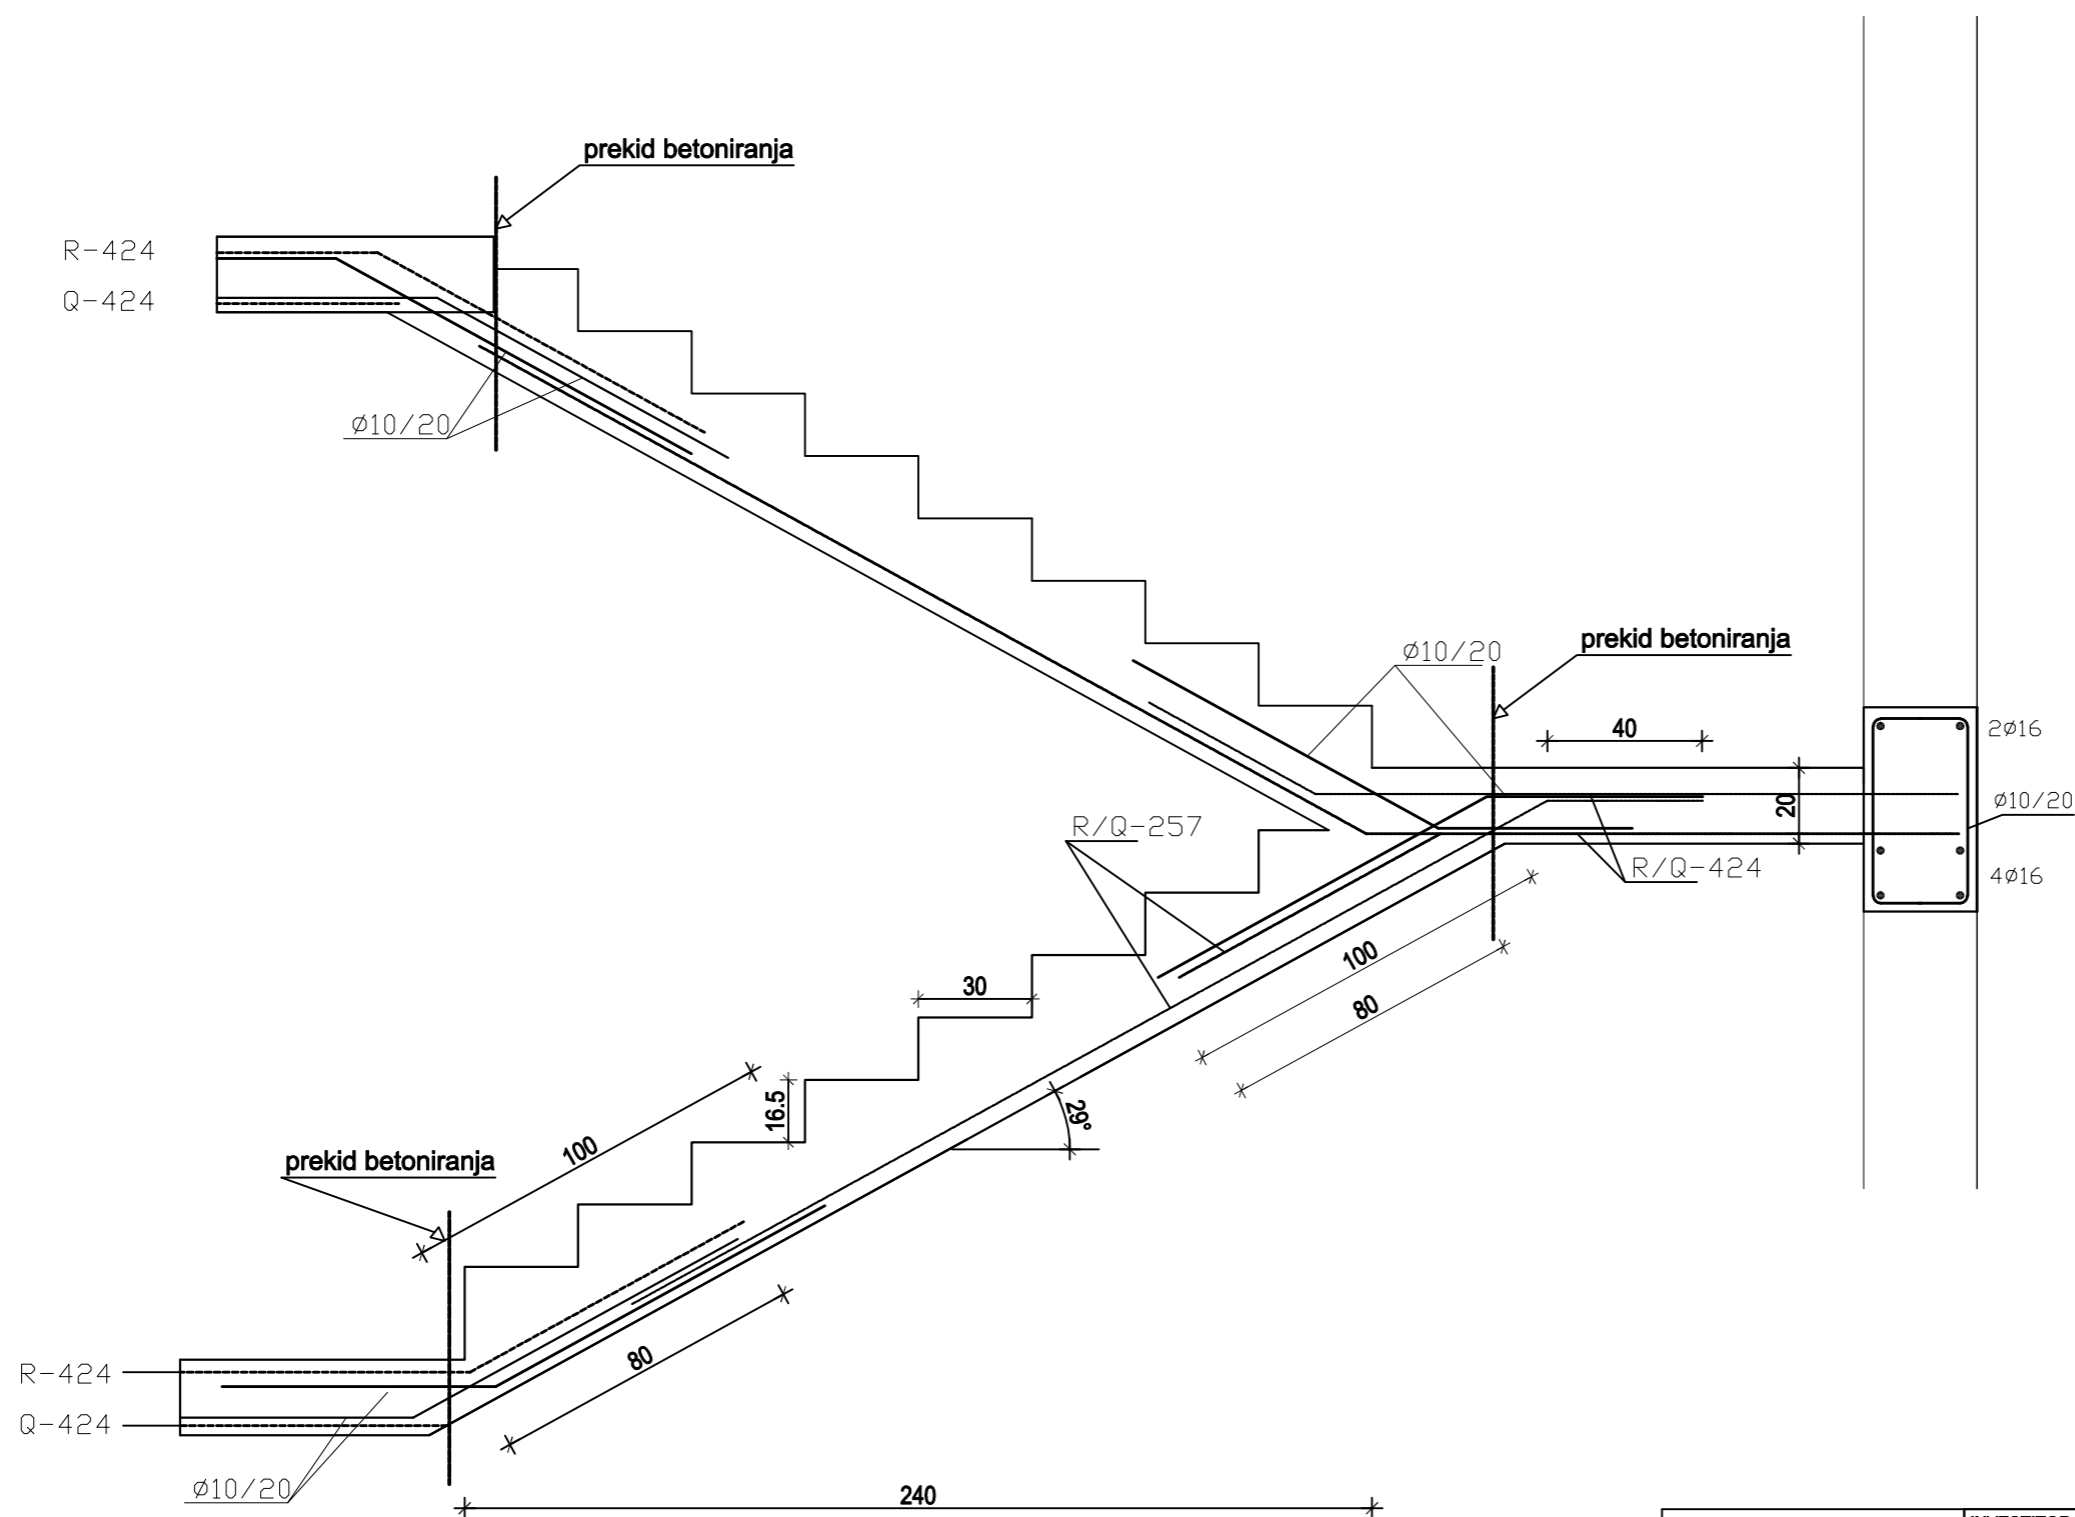 prekid betoniranja
R-424
Q-424
Ø10/20
prekid betoniranja
Ø10/20
40
2Ø16
20
Ø10/20
R/Q-257
R/Q-424
4Ø16
100
80
30
16.5
29°
100
prekid betoniranja
80
R-424
Q-424
Ø10/20
240